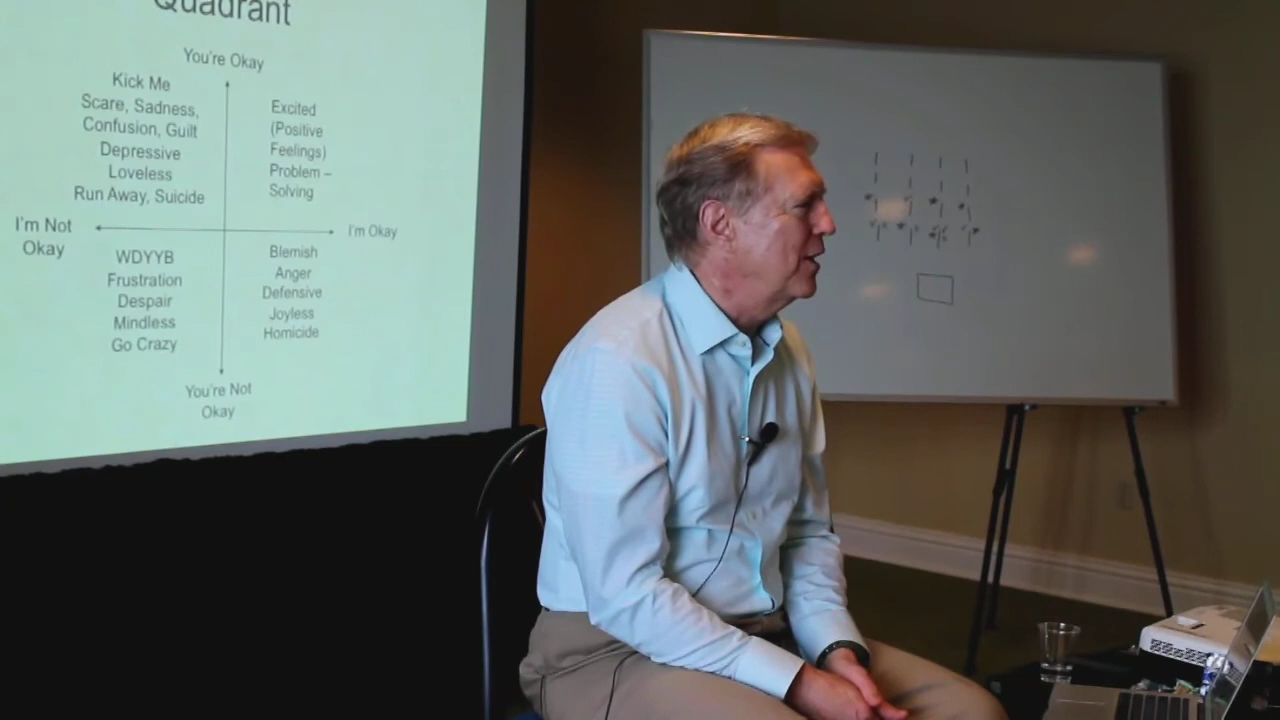 Quadrant
You're Okay
Kick Me
Scare, Sadness,
Confusion, Guilt
Depressive
Loveless
Run Away, Suicide
Excited
(Positive
Feelings)
Problem –
Solving
I'm Not
Okay
I'm Okay
WDYYB
Frustration
Despair
Mindless
Go Crazy
Blemish
Anger
Defensive
Joyless
Homicide
You're Not
Okay